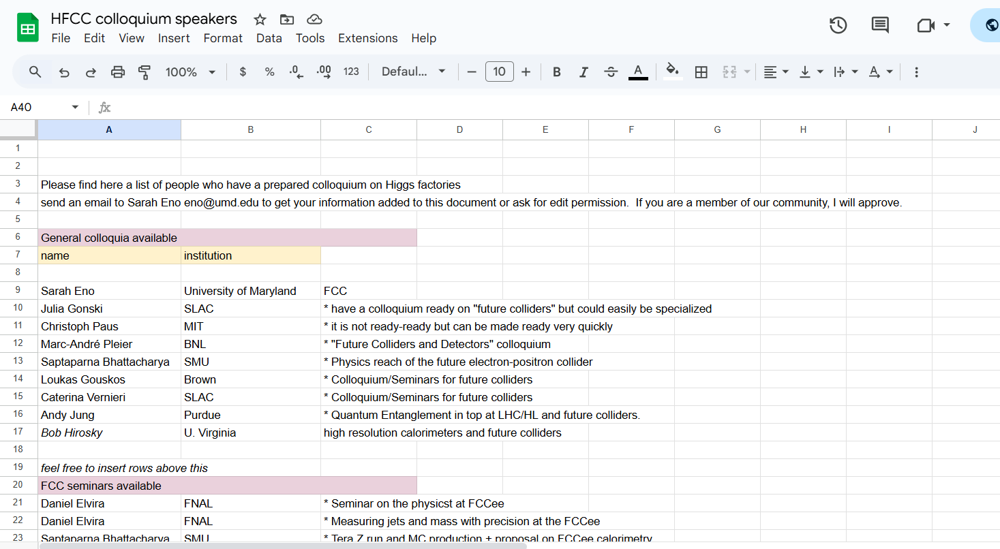 HFCC colloquium speakers
File Edit View Insert Format Data Tools Extensions Help
100% $ % .0 .00 123 Defaul... 10 B I S A A
A40 fx
A B C D E F G H I J
1
2
3 Please find here a list of people who have a prepared colloquium on Higgs factories
4 send an email to Sarah Eno eno@umd.edu to get your information added to this document or ask for edit permission. If you are a member of our community, I will approve.
5
6 General colloquia available
7 name institution
8
9 Sarah Eno University of Maryland FCC
10 Julia Gonski SLAC * have a colloquium ready on "future colliders" but could easily be specialized
11 Christoph Paus MIT * it is not ready-ready but can be made ready very quickly
12 Marc-André Pleier BNL * "Future Colliders and Detectors" colloquium
13 Saptaparna Bhattacharya SMU * Physics reach of the future electron-positron collider
14 Loukas Gouskos Brown * Colloquium/Seminars for future colliders
15 Caterina Vernieri SLAC * Colloquium/Seminars for future colliders
16 Andy Jung Purdue * Quantum Entanglement in top at LHC/HL and future colliders.
17 Bob Hirosky U. Virginia high resolution calorimeters and future colliders
18
19 feel free to insert rows above this
20 FCC seminars available
21 Daniel Elvira FNAL * Seminar on the physicst at FCCee
22 Daniel Elvira FNAL * Measuring jets and mass with precision at the FCCee
23 Saptaparna Bhattacharya SMU * Tera Z run and MC production + proposal on FCCee calorimetry